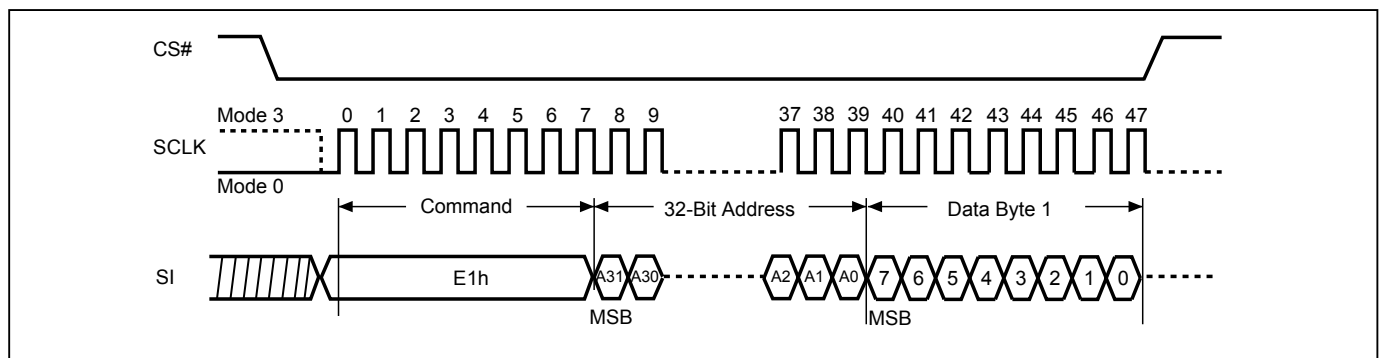 CS#
Mode 3
0 1 2 3 4 5 6 7 8 9 37 38 39 40 41 42 43 44 45 46 47
SCLK
Mode 0
Command 32-Bit Address Data Byte 1
SI E1h A31 A30 A2 A1 A0 7 6 5 4 3 2 1 0
MSB MSB